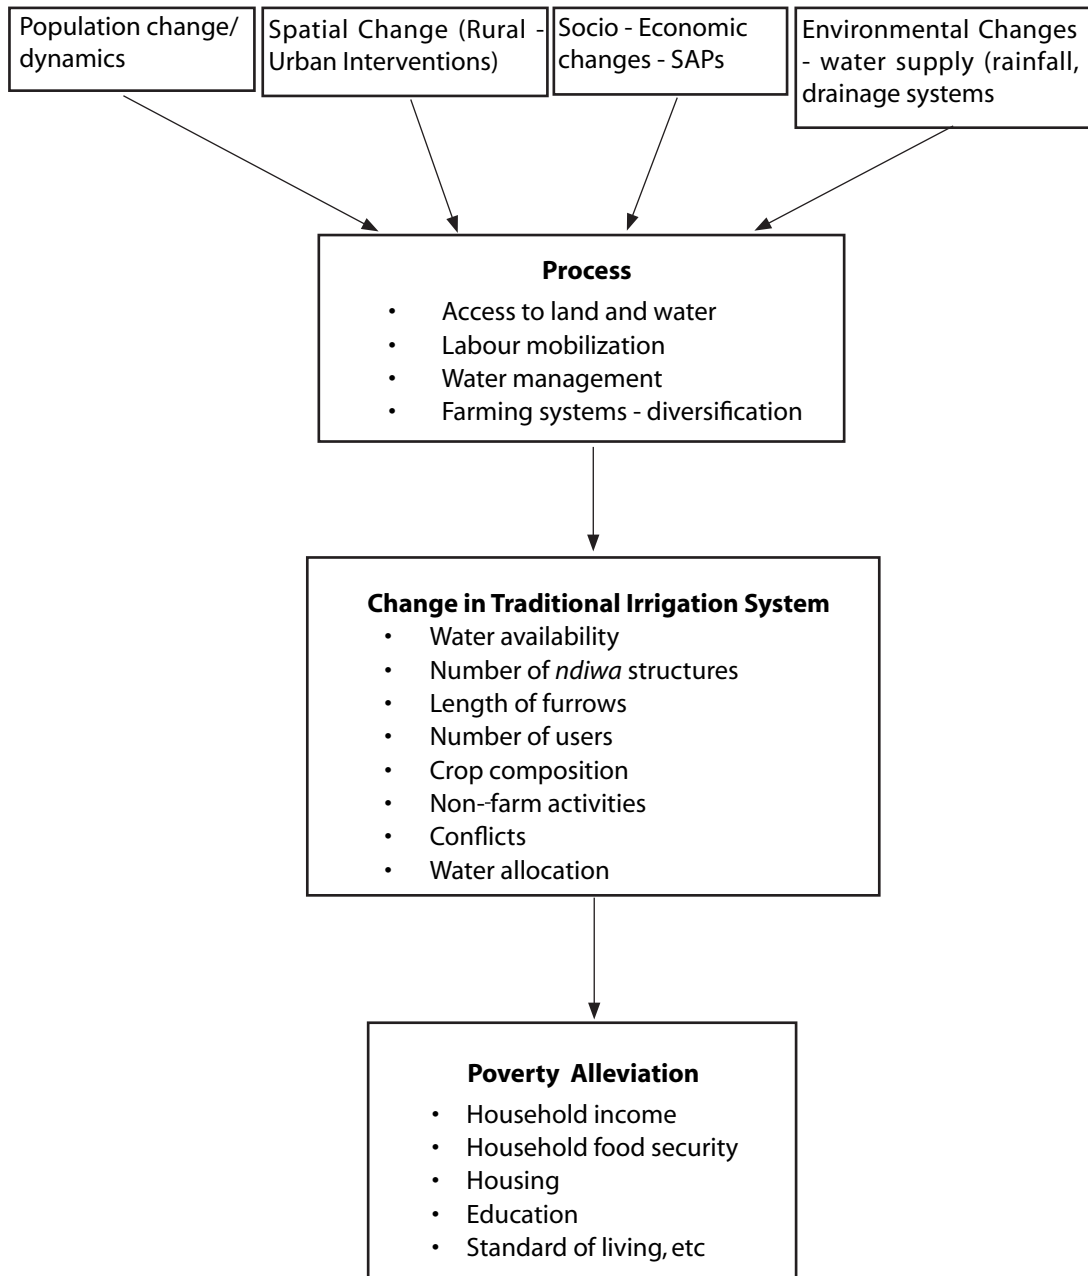 Population change/
dynamics
Spatial Change (Rural -
Urban Interventions)
Socio - Economic
changes - SAPs
Environmental Changes
- water supply (rainfall,
drainage systems
Process
• Access to land and water
• Labour mobilization
• Water management
• Farming systems - diversification
Change in Traditional Irrigation System
• Water availability
• Number of ndiwa structures
• Length of furrows
• Number of users
• Crop composition
• Non--farm activities
• Conflicts
• Water allocation
Poverty Alleviation
• Household income
• Household food security
• Housing
• Education
• Standard of living, etc